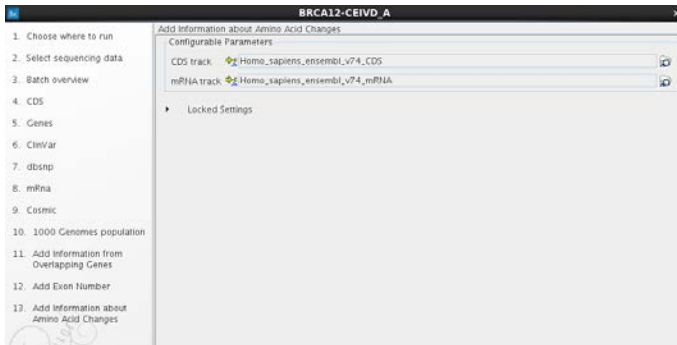 BRCA12-CEIVD_A
1. Choose where to run
2. Select sequencing data
3. Batch overview
4. CDS
5. Genes
6. ClinVar
7. dbsnp
8. mRna
9. Cosmic
10. 1000 Genomes population
11. Add Information from
Overlapping Genes
12. Add Exon Number
13. Add Information about
Amino Acid Changes
Add Information about Amino Acid Changes
Configurable Parameters
CDS track Homo_sapiens_ensembl_v74_CDS
mRNA track Homo_sapiens_ensembl_v74_mRNA
Locked Settings